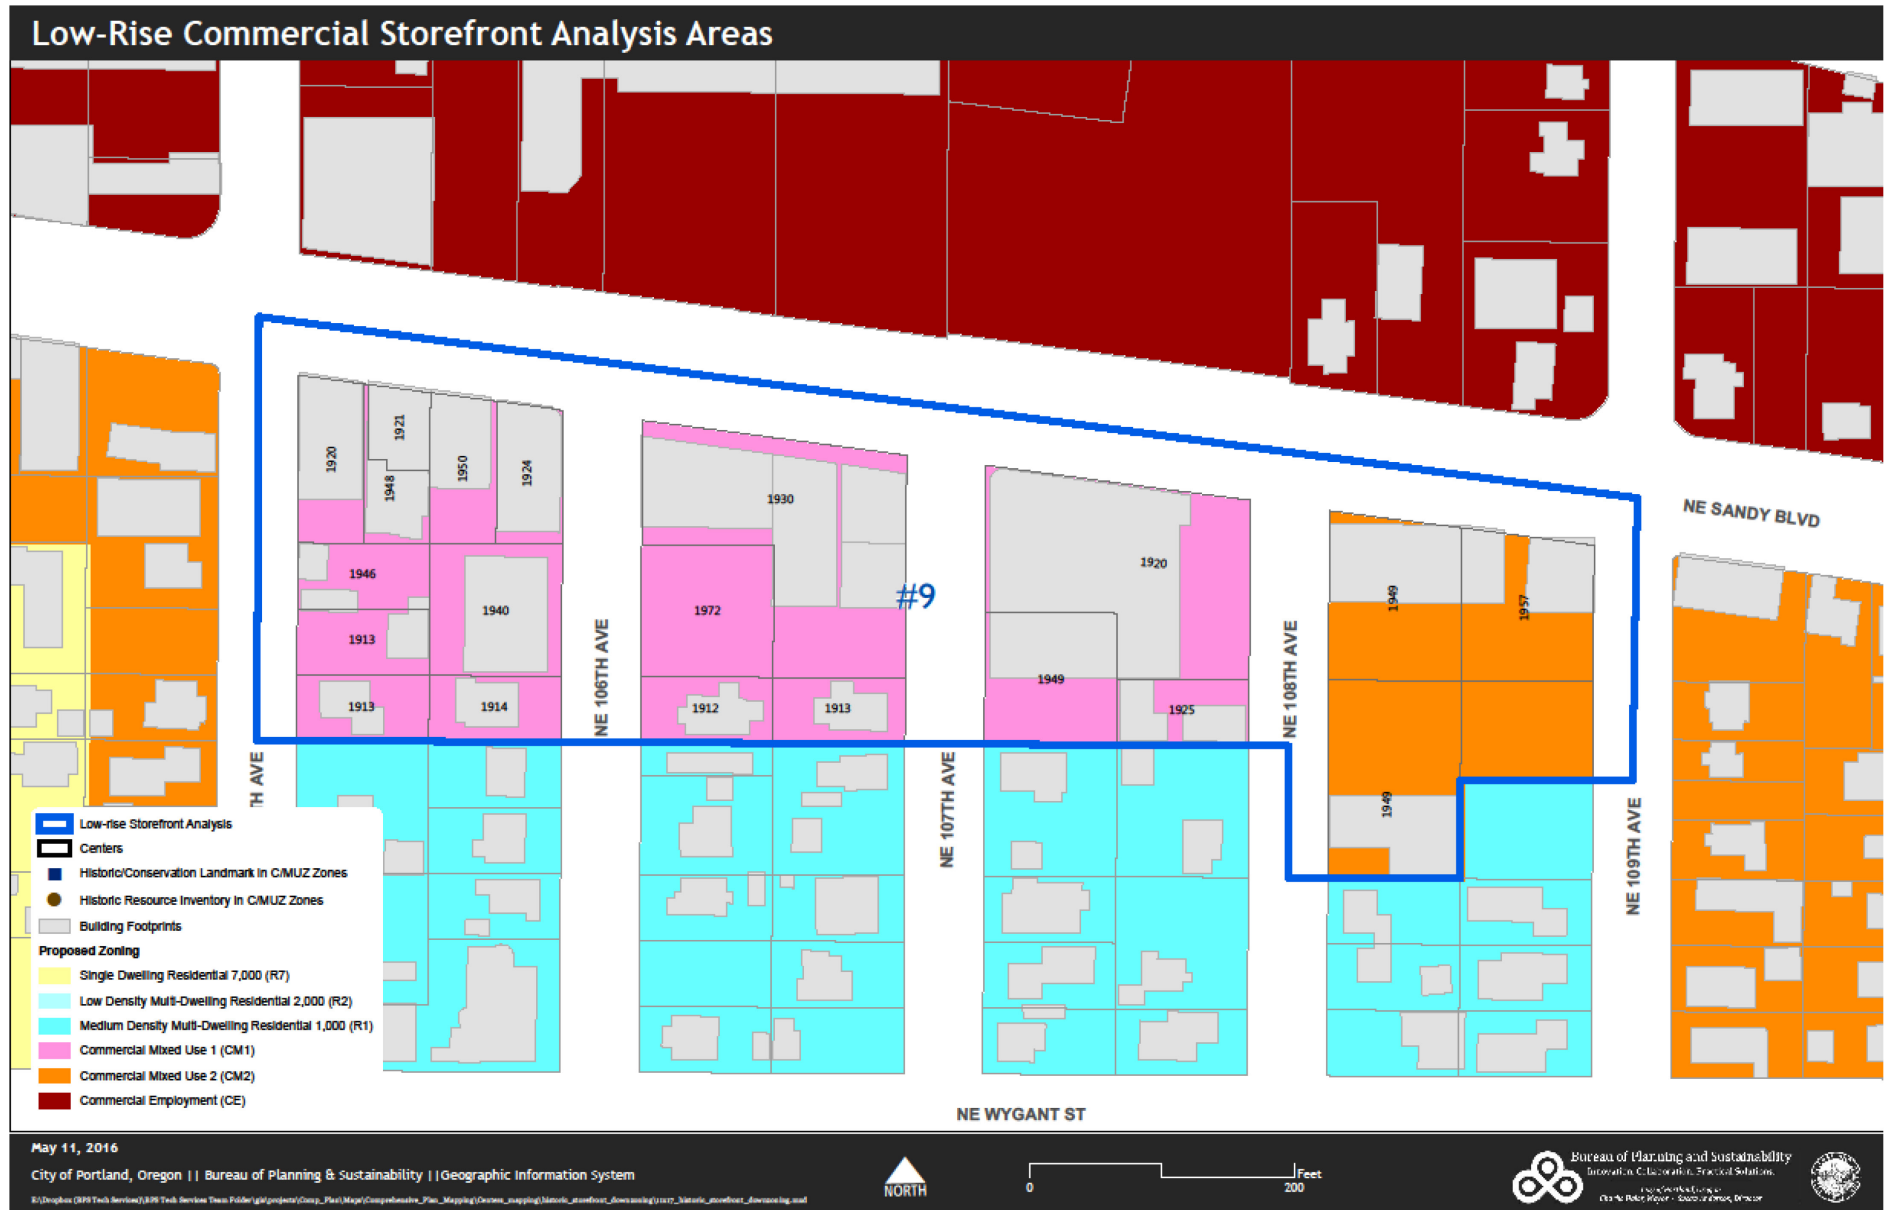 Low-Rise Commercial Storefront Analysis Areas
1920
1921
1948
1950
1924
1946
1940
1913
1913
1914
1930
1972
1912
1913
#9
1920
1949
1925
1949
1957
1949
NE SANDY BLVD
TH AVE
NE 106TH AVE
NE 107TH AVE
NE 108TH AVE
NE 109TH AVE
NE WYGANT ST
Low-rise Storefront Analysis
Centers
Historic/Conservation Landmark in C/MUZ Zones
Historic Resource Inventory in C/MUZ Zones
Building Footprints
Proposed Zoning
Single Dwelling Residential 7,000 (R7)
Low Density Multi-Dwelling Residential 2,000 (R2)
Medium Density Multi-Dwelling Residential 1,000 (R1)
Commercial Mixed Use 1 (CM1)
Commercial Mixed Use 2 (CM2)
Commercial Employment (CE)
May 11, 2016
City of Portland, Oregon || Bureau of Planning & Sustainability ||Geographic Information System
NORTH
Feet
0 200
Bureau of Planning and Sustainability
Innovation. Collaboration. Practical Solutions.